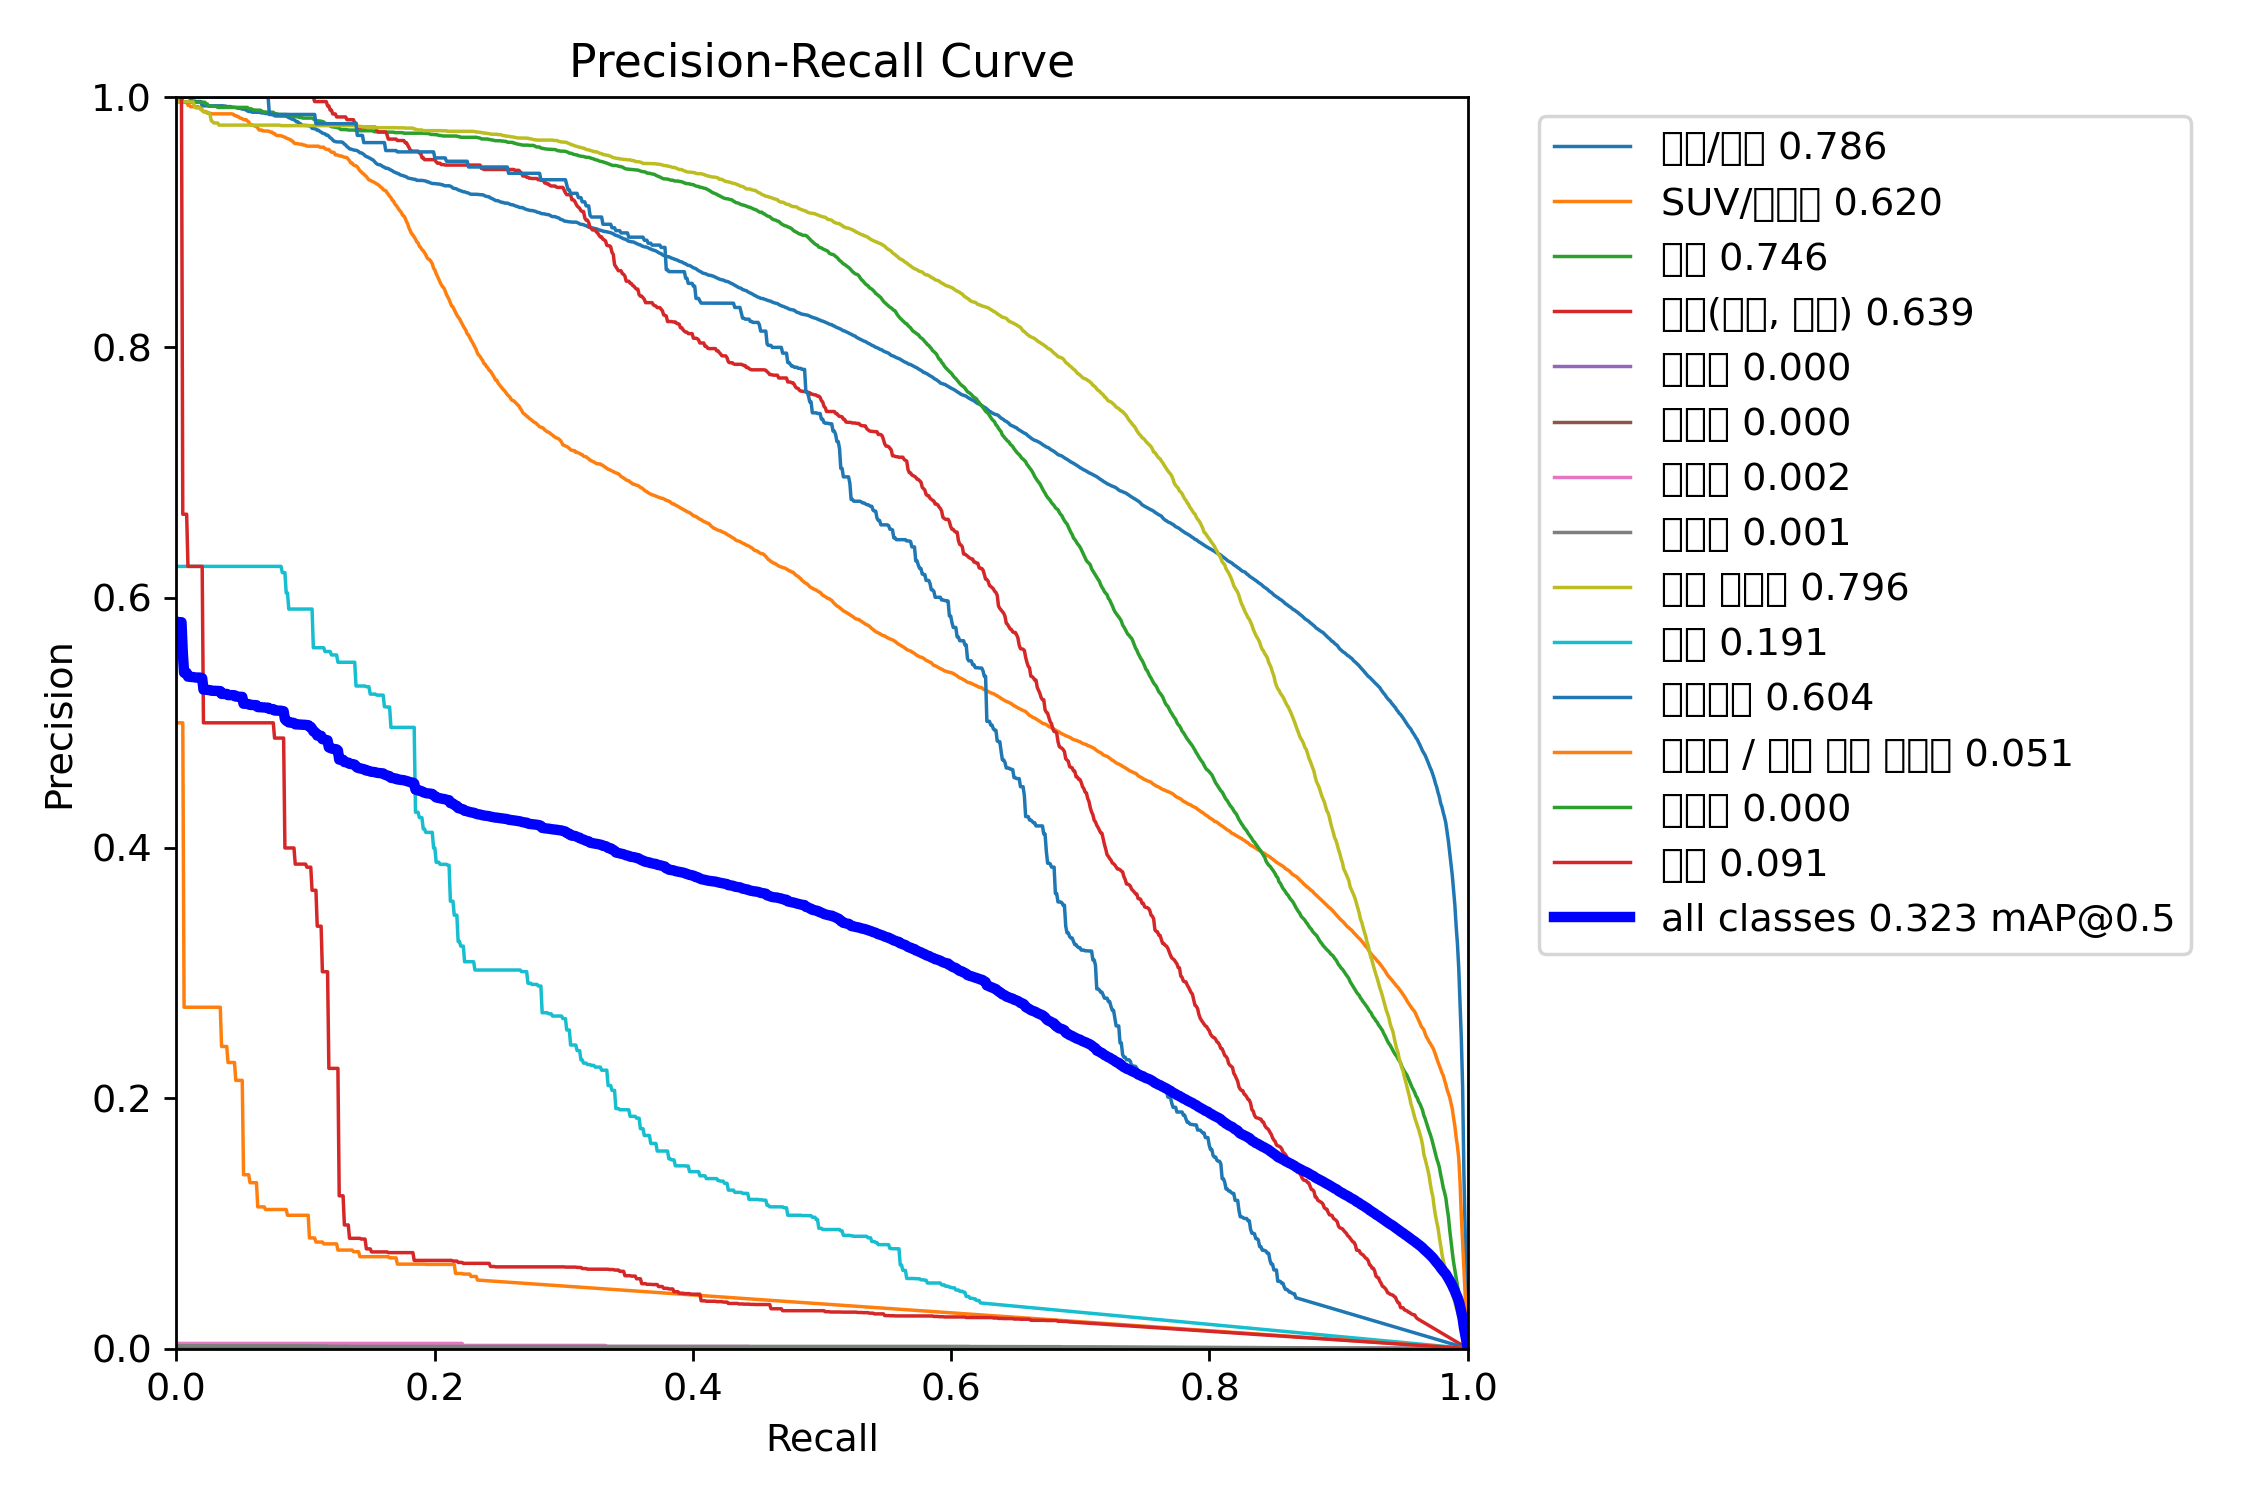 Precision-Recall Curve
1.0
0.8
0.6
0.4
0.2
0.0
Precision
0.0 0.2 0.4 0.6 0.8 1.0
Recall
□□/□□ 0.786
SUV/□□□ 0.620
□□ 0.746
□□(□□, □□) 0.639
□□□ 0.000
□□□ 0.000
□□□ 0.002
□□□ 0.001
□□ □□□ 0.796
□□ 0.191
□□□□ 0.604
□□□ / □□ □□ □□□ 0.051
□□□ 0.000
□□ 0.091
all classes 0.323 mAP@0.5